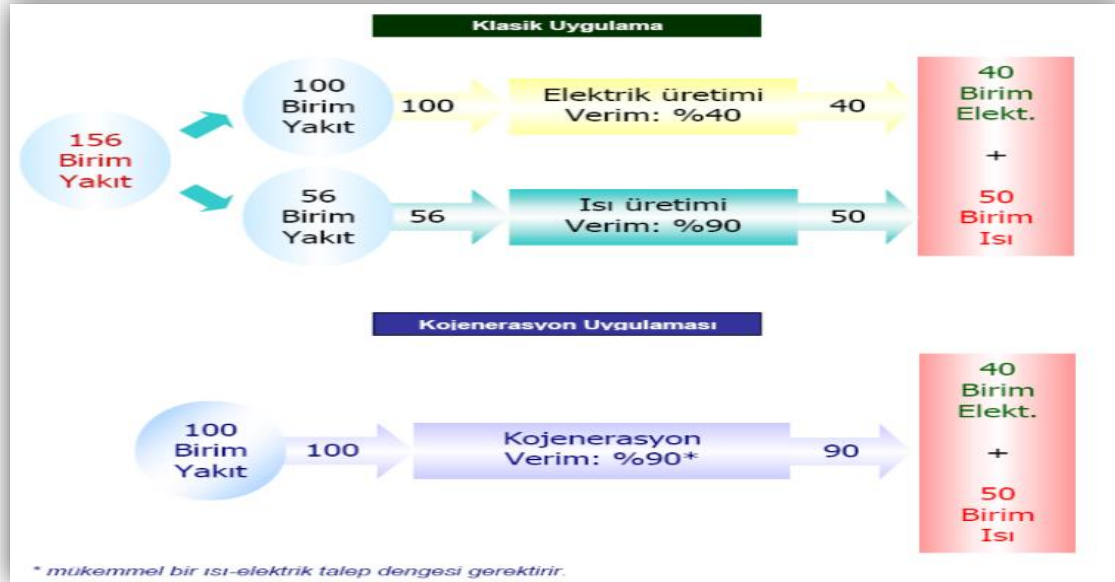 Klasik Uygulama
156
Birim
Yakıt
100
Birim
Yakıt
100
Elektrik üretimi
Verim: %40
40
56
Birim
Yakıt
56
Isı üretimi
Verim: %90
50
40
Birim
Elekt.
+
50
Birim
Isı
Kojenerasyon Uygulaması
100
Birim
Yakıt
100
Kojenerasyon
Verim: %90*
90
40
Birim
Elekt.
+
50
Birim
Isı
* mükemmel bir ısı-elektrik talep dengesi gerektirir.